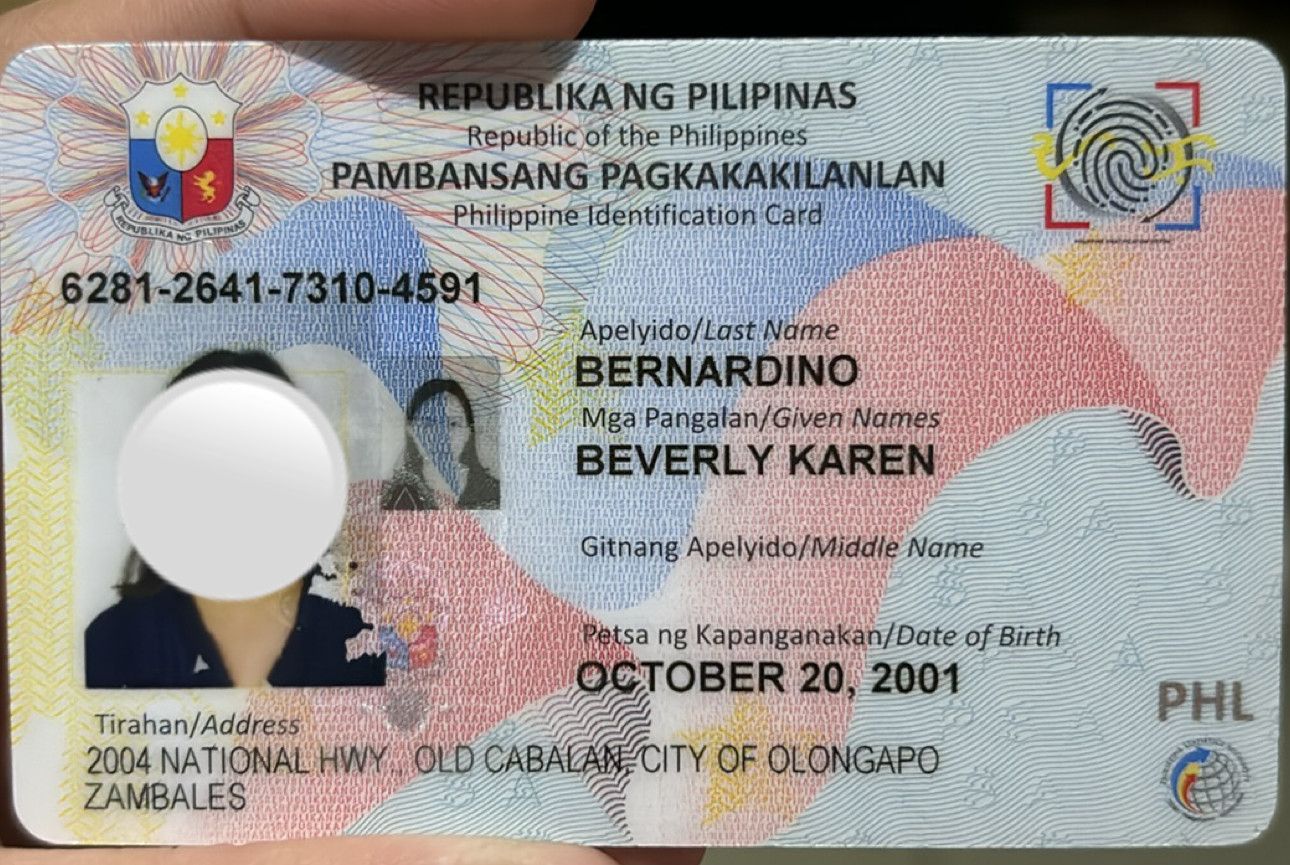 REPUBLIKA NG PILIPINAS
Republic of the Philippines
PAMBANSANG PAGKAKAKILANLAN
Philippine Identification Card
REPUBLIKA NG PILIPINAS
6281-2641-7310-4591
Apelyido/Last Name
BERNARDINO
Mga Pangalan/Given Names
BEVERLY KAREN
Gitnang Apelyido/Middle Name
Petsa ng Kapanganakan/Date of Birth
OCTOBER 20, 2001
PHL
Tirahan/Address
2004 NATIONAL HWY , OLD CABALAN, CITY OF OLONGAPO
ZAMBALES